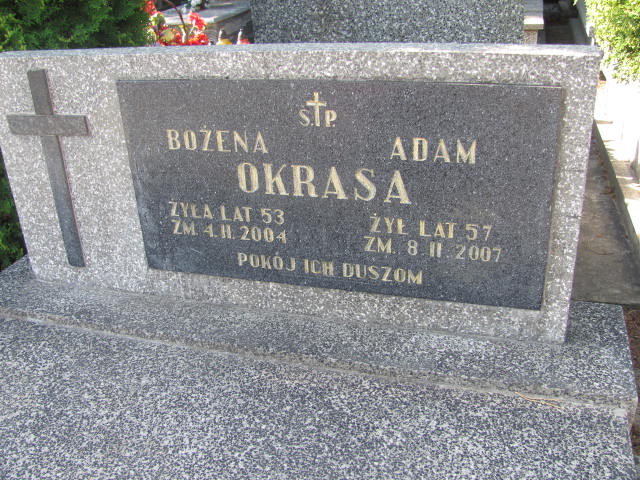 Ś.P.
BOŻENA ADAM
OKRASA
ŻYŁA LAT 53 ŻYŁ LAT 57
ZM. 4. II. 2004 ZM. 8. II. 2007
POKÓJ ICH DUSZOM